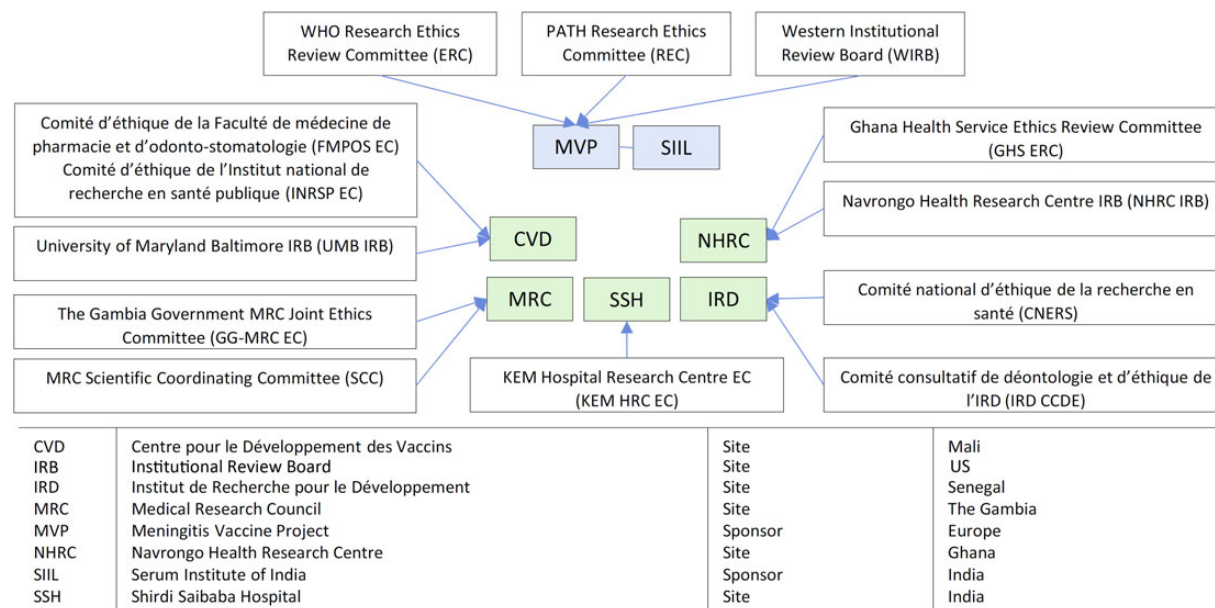 WHO Research Ethics
Review Committee (ERC)
PATH Research Ethics
Committee (REC)
Western Institutional
Review Board (WIRB)
Comité d’éthique de la Faculté de médecine de
pharmacie et d’odonto-stomatologie (FMPOS EC)
Comité d’éthique de l’Institut national de
recherche en santé publique (INRSP EC)
MVP
SIIL
Ghana Health Service Ethics Review Committee
(GHS ERC)
Navrongo Health Research Centre IRB (NHRC IRB)
University of Maryland Baltimore IRB (UMB IRB)
CVD
NHRC
MRC
SSH
IRD
The Gambia Government MRC Joint Ethics
Committee (GG-MRC EC)
Comité national d’éthique de la recherche en
santé (CNERS)
MRC Scientific Coordinating Committee (SCC)
KEM Hospital Research Centre EC
(KEM HRC EC)
Comité consultatif de déontologie et d’éthique de
l’IRD (IRD CCDE)
CVD Centre pour le Développement des Vaccins Site Mali
IRB Institutional Review Board Site US
IRD Institut de Recherche pour le Développement Site Senegal
MRC Medical Research Council Site The Gambia
MVP Meningitis Vaccine Project Sponsor Europe
NHRC Navrongo Health Research Centre Site Ghana
SIIL Serum Institute of India Sponsor India
SSH Shirdi Saibaba Hospital Site India